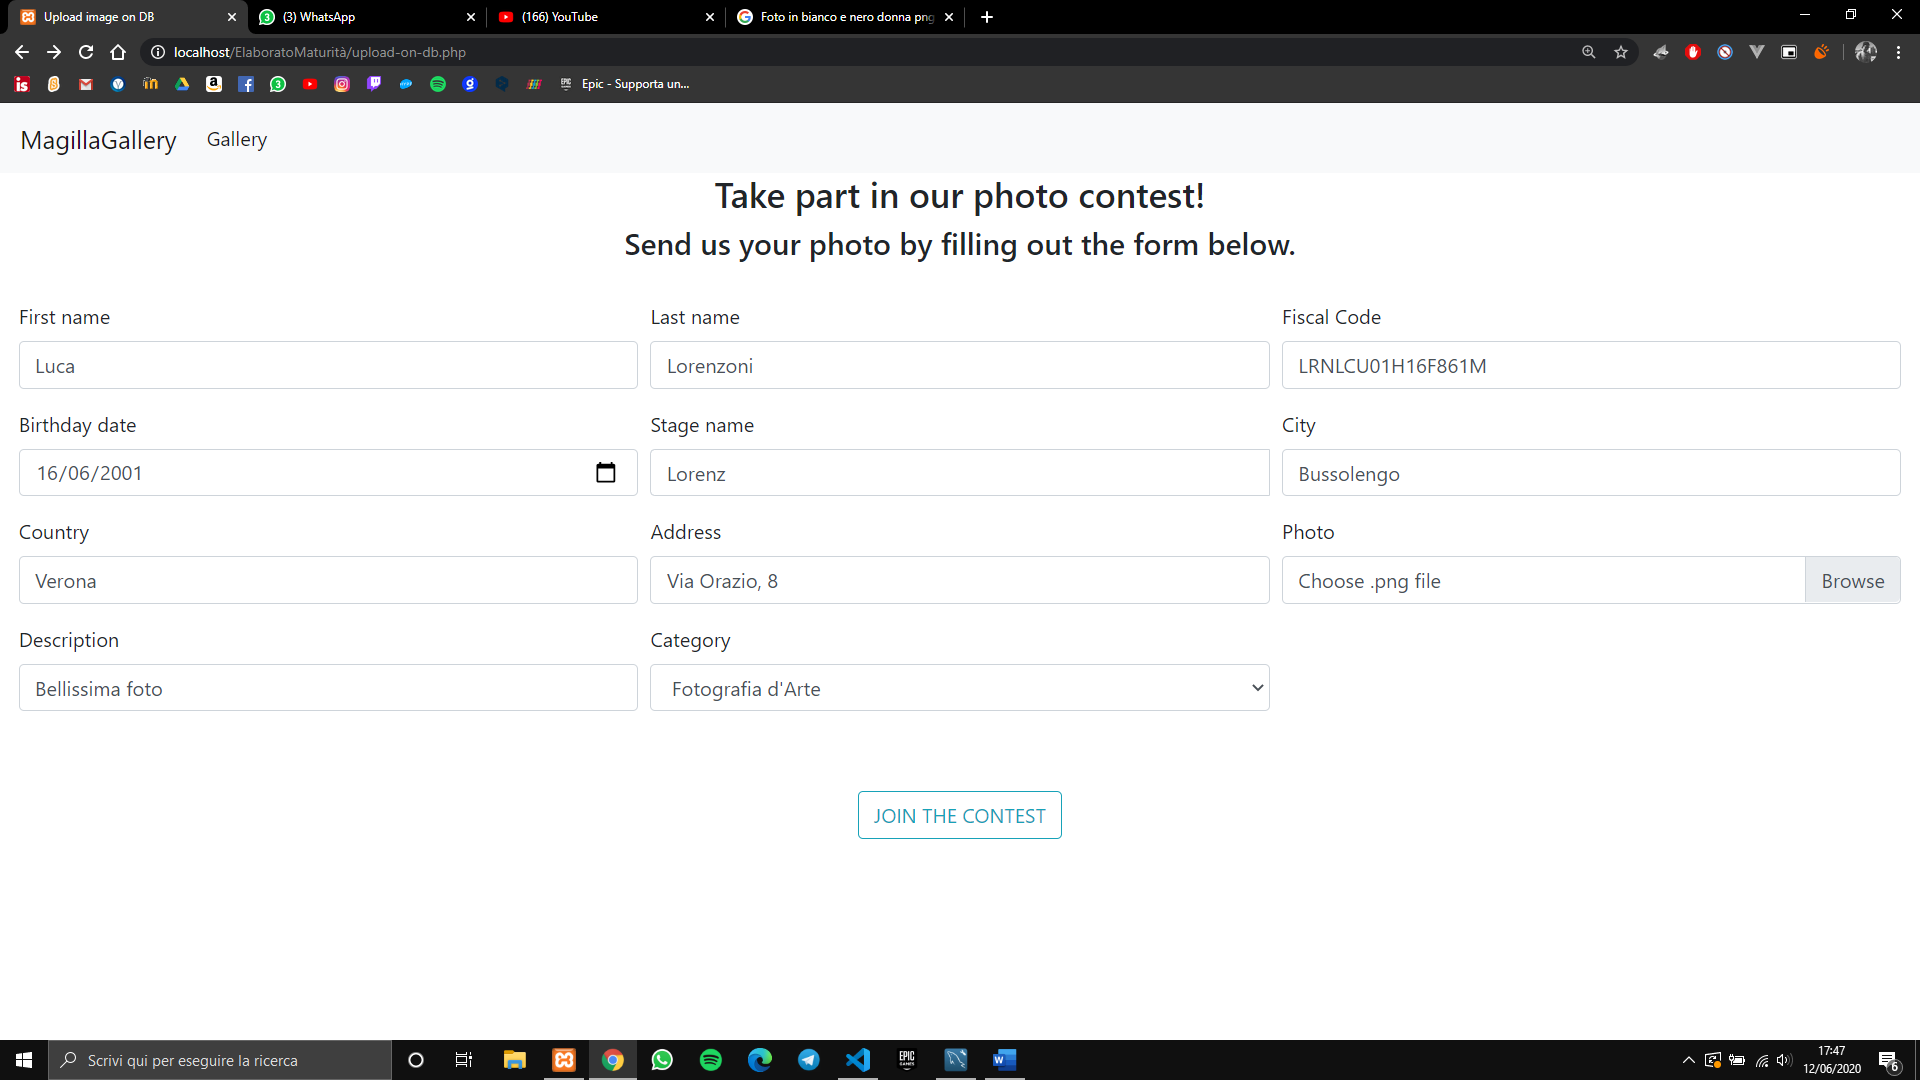 Upload image on DB
(3) WhatsApp
(166) YouTube
Foto in bianco e nero donna png
localhost/ElaboratoMaturità/upload-on-db.php
Epic - Supporta un...
MagillaGallery
Gallery
Take part in our photo contest!
Send us your photo by filling out the form below.
First name
Last name
Fiscal Code
Luca
Lorenzoni
LRNLCU01H16F861M
Birthday date
Stage name
City
16/06/2001
Lorenz
Bussolengo
Country
Address
Photo
Verona
Via Orazio, 8
Choose .png file
Browse
Description
Category
Bellissima foto
Fotografia d'Arte
JOIN THE CONTEST
Scrivi qui per eseguire la ricerca
EPIC
GAMES
17:47
12/06/2020
6